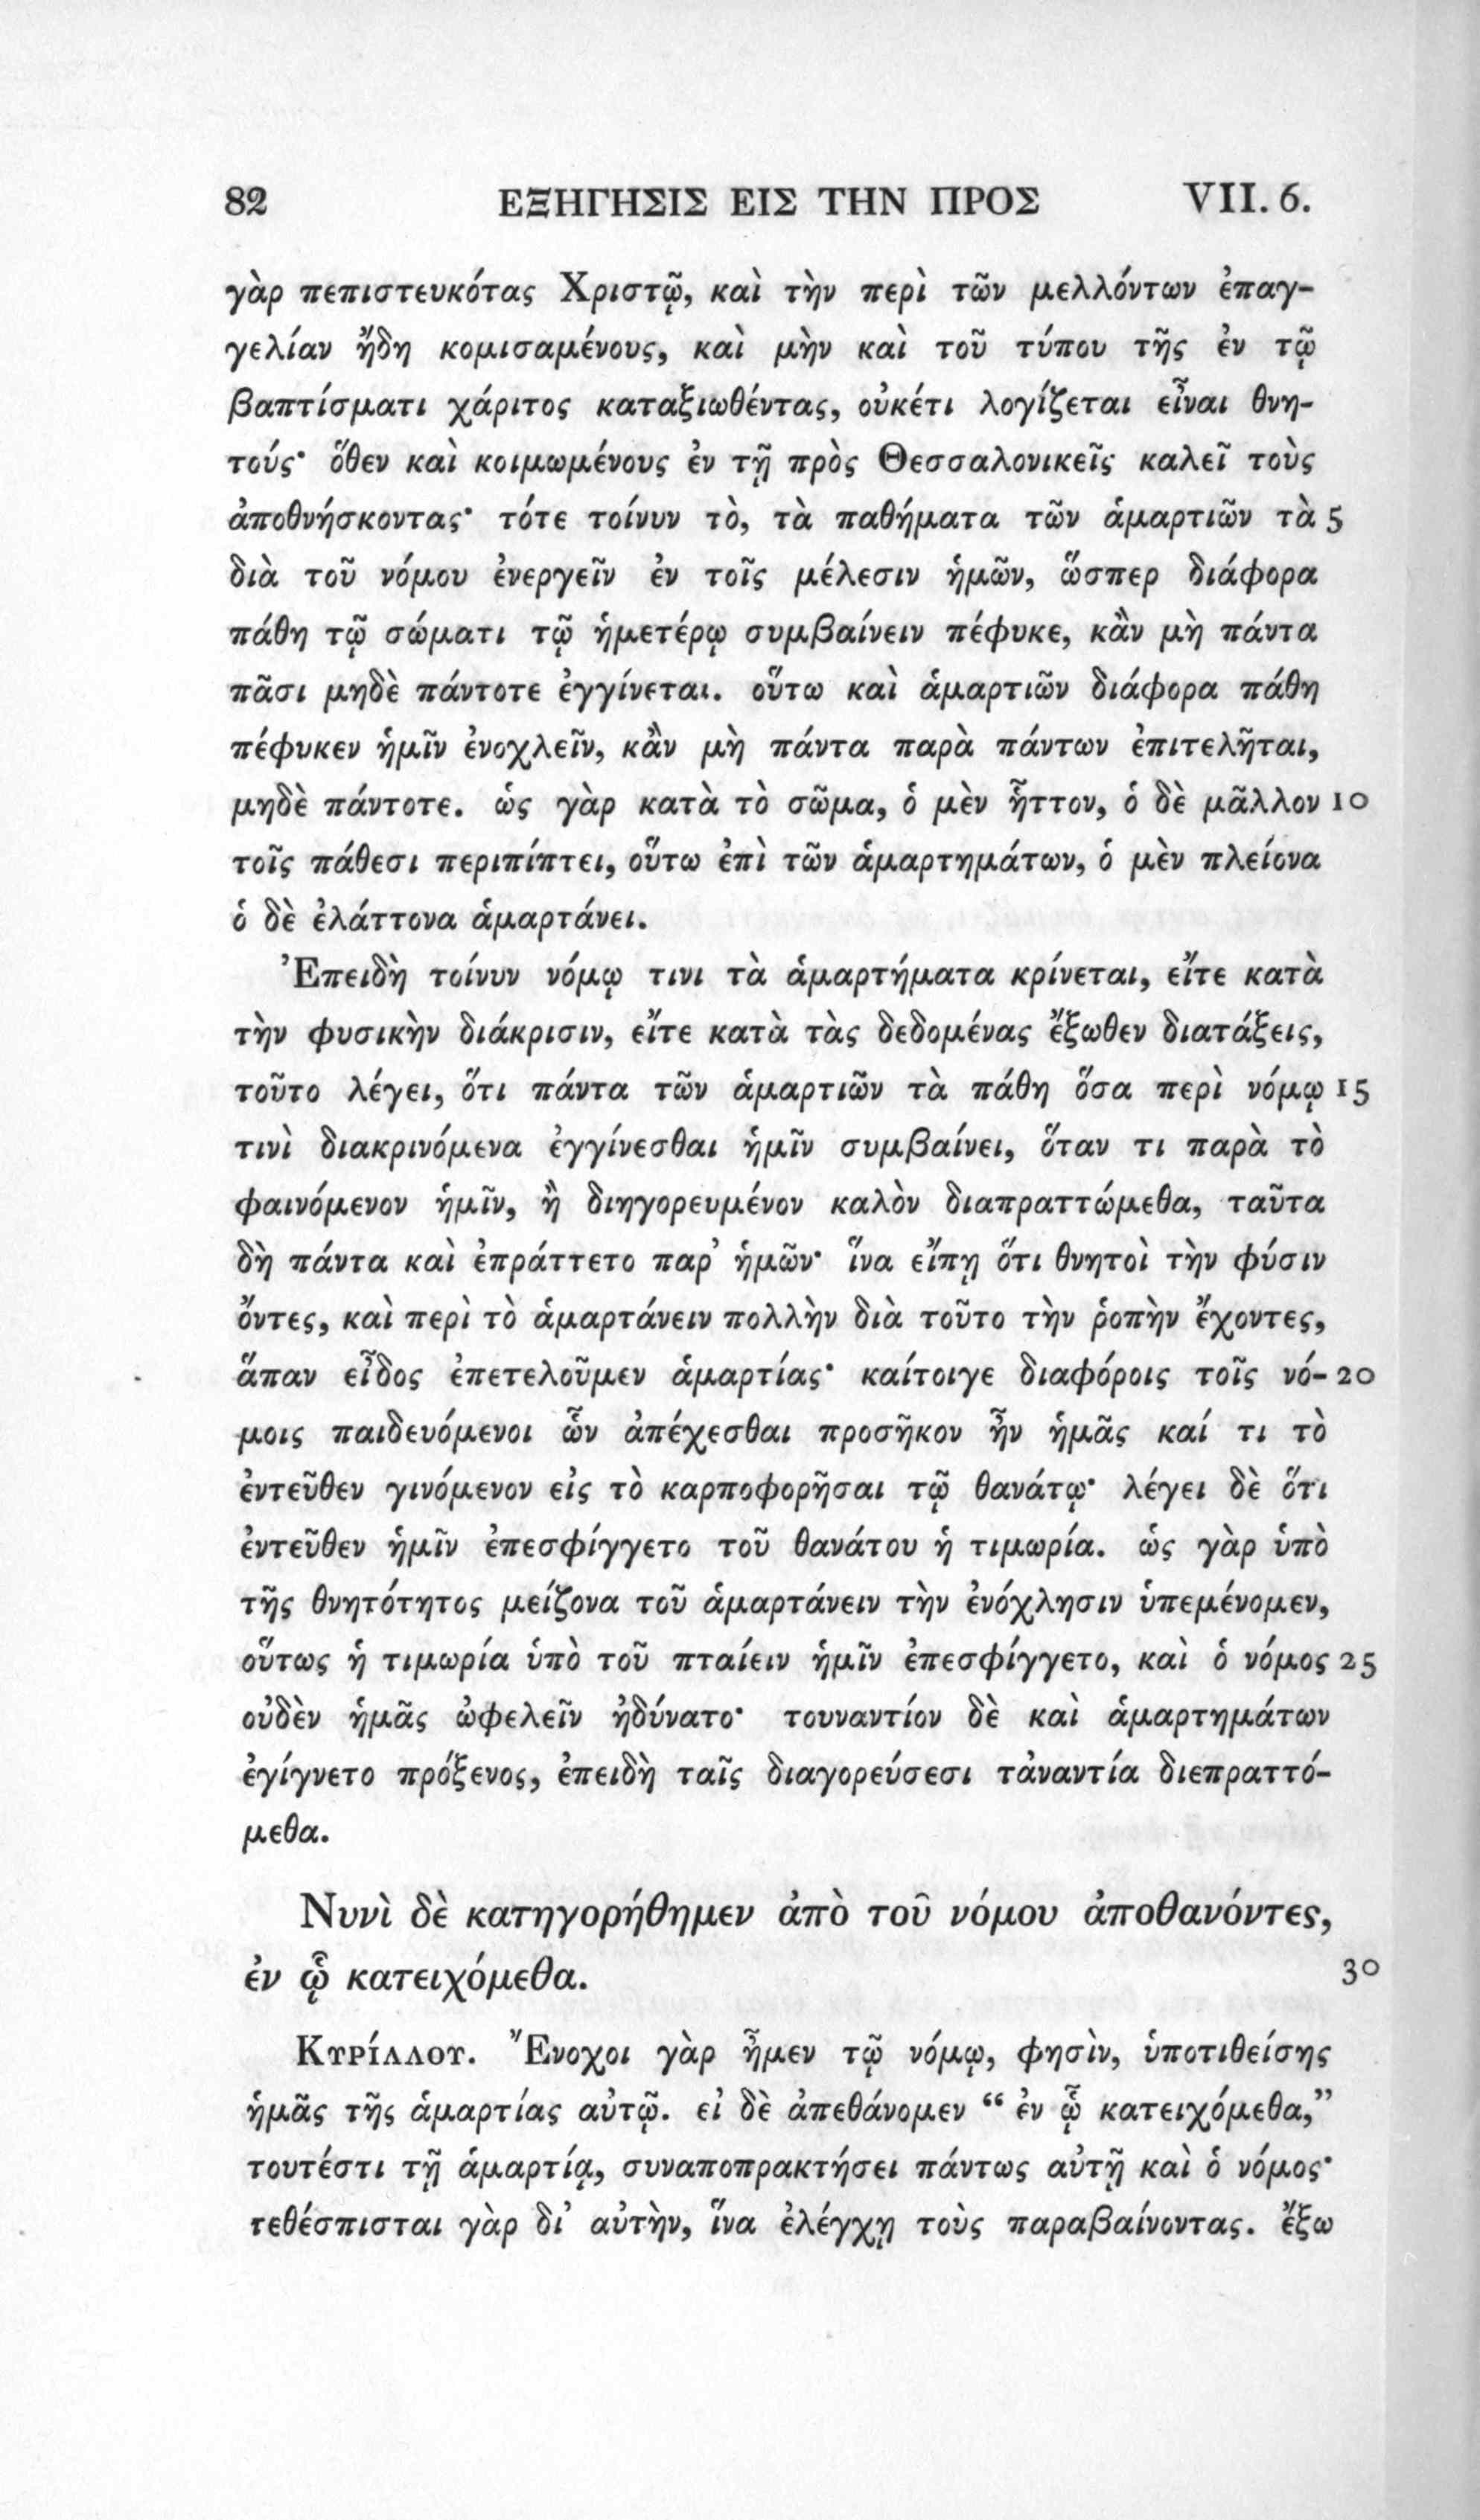 82 ΕΞΗΓΗΣΙΣ ΕΙΣ ΤΗΝ ΠΡΟΣ VII. 6.
γὰρ πεπιστευκότας Χριστῷ, καὶ τὴν περὶ τῶν μελλόντων ἐπαγ-
γελίαν ἤδη κομισαμένους, καὶ μὴν καὶ τοῦ τύπου τῆς ἐν τῷ
βαπτίσματι χάριτος καταξιωθέντας, οὐκέτι λογίζεται εἶναι θνη-
τούς· ὅθεν καὶ κοιμωμένους ἐν τῇ πρὸς Θεσσαλονικεῖς καλεῖ τοὺς
ἀποθνήσκοντας· τότε τοίνυν τὸ, τὰ παθήματα τῶν ἁμαρτιῶν τὰ 5
διὰ τοῦ νόμου ἐνεργεῖν ἐν τοῖς μέλεσιν ἡμῶν, ὥσπερ διάφορα
πάθη τῷ σώματι τῷ ἡμετέρῳ συμβαίνειν πέφυκε, κἂν μὴ πάντα
πᾶσι μηδὲ πάντοτε ἐγγίνεται. οὕτω καὶ ἁμαρτιῶν διάφορα πάθη
πέφυκεν ἡμῖν ἐνοχλεῖν, κἂν μὴ πάντα παρὰ πάντων ἐπιτελῆται,
μηδὲ πάντοτε. ὡς γὰρ κατὰ τὸ σῶμα, ὁ μὲν ἧττον, ὁ δὲ μᾶλλον 10
τοῖς πάθεσι περιπίπτει, οὕτω ἐπὶ τῶν ἁμαρτημάτων, ὁ μὲν πλείονα
ὁ δὲ ἐλάττονα ἁμαρτάνει.
Ἐπειδὴ τοίνυν νόμῳ τινι τὰ ἁμαρτήματα κρίνεται, εἴτε κατὰ
τὴν φυσικὴν διάκρισιν, εἴτε κατὰ τὰς δεδομένας ἔξωθεν διατάξεις,
τοῦτο λέγει, ὅτι πάντα τῶν ἁμαρτιῶν τὰ πάθη ὅσα περὶ νόμῳ 15
τινὶ διακρινόμενα ἐγγίνεσθαι ἡμῖν συμβαίνει, ὅταν τι παρὰ τὸ
φαινόμενον ἡμῖν, ἢ διηγορευμένον καλὸν διαπραττώμεθα, ταῦτα
δὴ πάντα καὶ ἐπράττετο παρ’ ἡμῶν· ἵνα εἴπῃ ὅτι θνητοὶ τὴν φύσιν
ὄντες, καὶ περὶ τὸ ἁμαρτάνειν πολλὴν διὰ τοῦτο τὴν ῥοπὴν ἔχοντες,
ἅπαν εἶδος ἐπετελοῦμεν ἁμαρτίας· καίτοιγε διαφόροις τοῖς νό- 20
μοις παιδευόμενοι ὧν ἀπέχεσθαι προσῆκον ἦν ἡμᾶς καί τι τὸ
ἐντεῦθεν γινόμενον εἰς τὸ καρποφορῆσαι τῷ θανάτῳ· λέγει δὲ ὅτι
ἐντεῦθεν ἡμῖν ἐπεσφίγγετο τοῦ θανάτου ἡ τιμωρία. ὡς γὰρ ὑπὸ
τῆς θνητότητος μείζονα τοῦ ἁμαρτάνειν τὴν ἐνόχλησιν ὑπεμένομεν,
οὕτως ἡ τιμωρία ὑπὸ τοῦ πταίειν ἡμῖν ἐπεσφίγγετο, καὶ ὁ νόμος 25
οὐδὲν ἡμᾶς ὠφελεῖν ἠδύνατο· τουναντίον δὲ καὶ ἁμαρτημάτων
ἐγίγνετο πρόξενος, ἐπειδὴ ταῖς διαγορεύσεσι τἀναντία διεπραττό-
μεθα.
Νυνὶ δὲ κατηγορήθημεν ἀπὸ τοῦ νόμου ἀποθανόντες,
ἐν ᾧ κατειχόμεθα. 30
Κυρίλλου. Ἔνοχοι γὰρ ἦμεν τῷ νόμῳ, φησὶν, ὑποτιθείσης
ἡμᾶς τῆς ἁμαρτίας αὐτῷ. εἰ δὲ ἀπεθάνομεν “ ἐν ᾧ κατειχόμεθα,”
τουτέστι τῇ ἁμαρτίᾳ, συναποπρακτήσει πάντως αὐτῇ καὶ ὁ νόμος·
τεθέσπισται γὰρ δι’ αὐτὴν, ἵνα ἐλέγχῃ τοὺς παραβαίνοντας. ἔξω